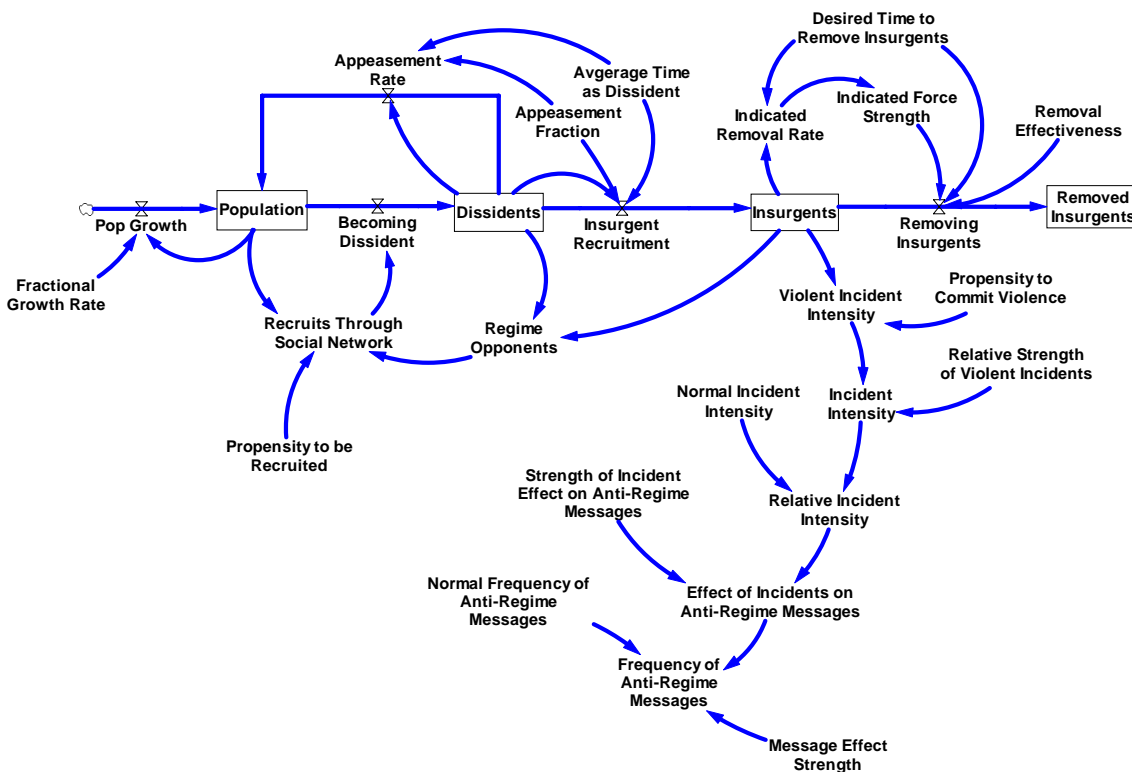 Desired Time to
Remove Insurgents
Appeasement
Rate
Avgerage Time
as Dissident
Appeasement
Fraction
Indicated
Removal Rate
Indicated Force
Strength
Removal
Effectiveness
Population
Dissidents
Insurgents
Removed
Insurgents
Pop Growth
Becoming
Dissident
Insurgent
Recruitment
Removing
Insurgents
Fractional
Growth Rate
Recruits Through
Social Network
Regime
Opponents
Violent Incident
Intensity
Propensity to
Commit Violence
Relative Strength
of Violent Incidents
Normal Incident
Intensity
Incident
Intensity
Propensity to be
Recruited
Strength of Incident
Effect on Anti-Regime
Messages
Relative Incident
Intensity
Normal Frequency of
Anti-Regime
Messages
Effect of Incidents on
Anti-Regime Messages
Frequency of
Anti-Regime
Messages
Message Effect
Strength